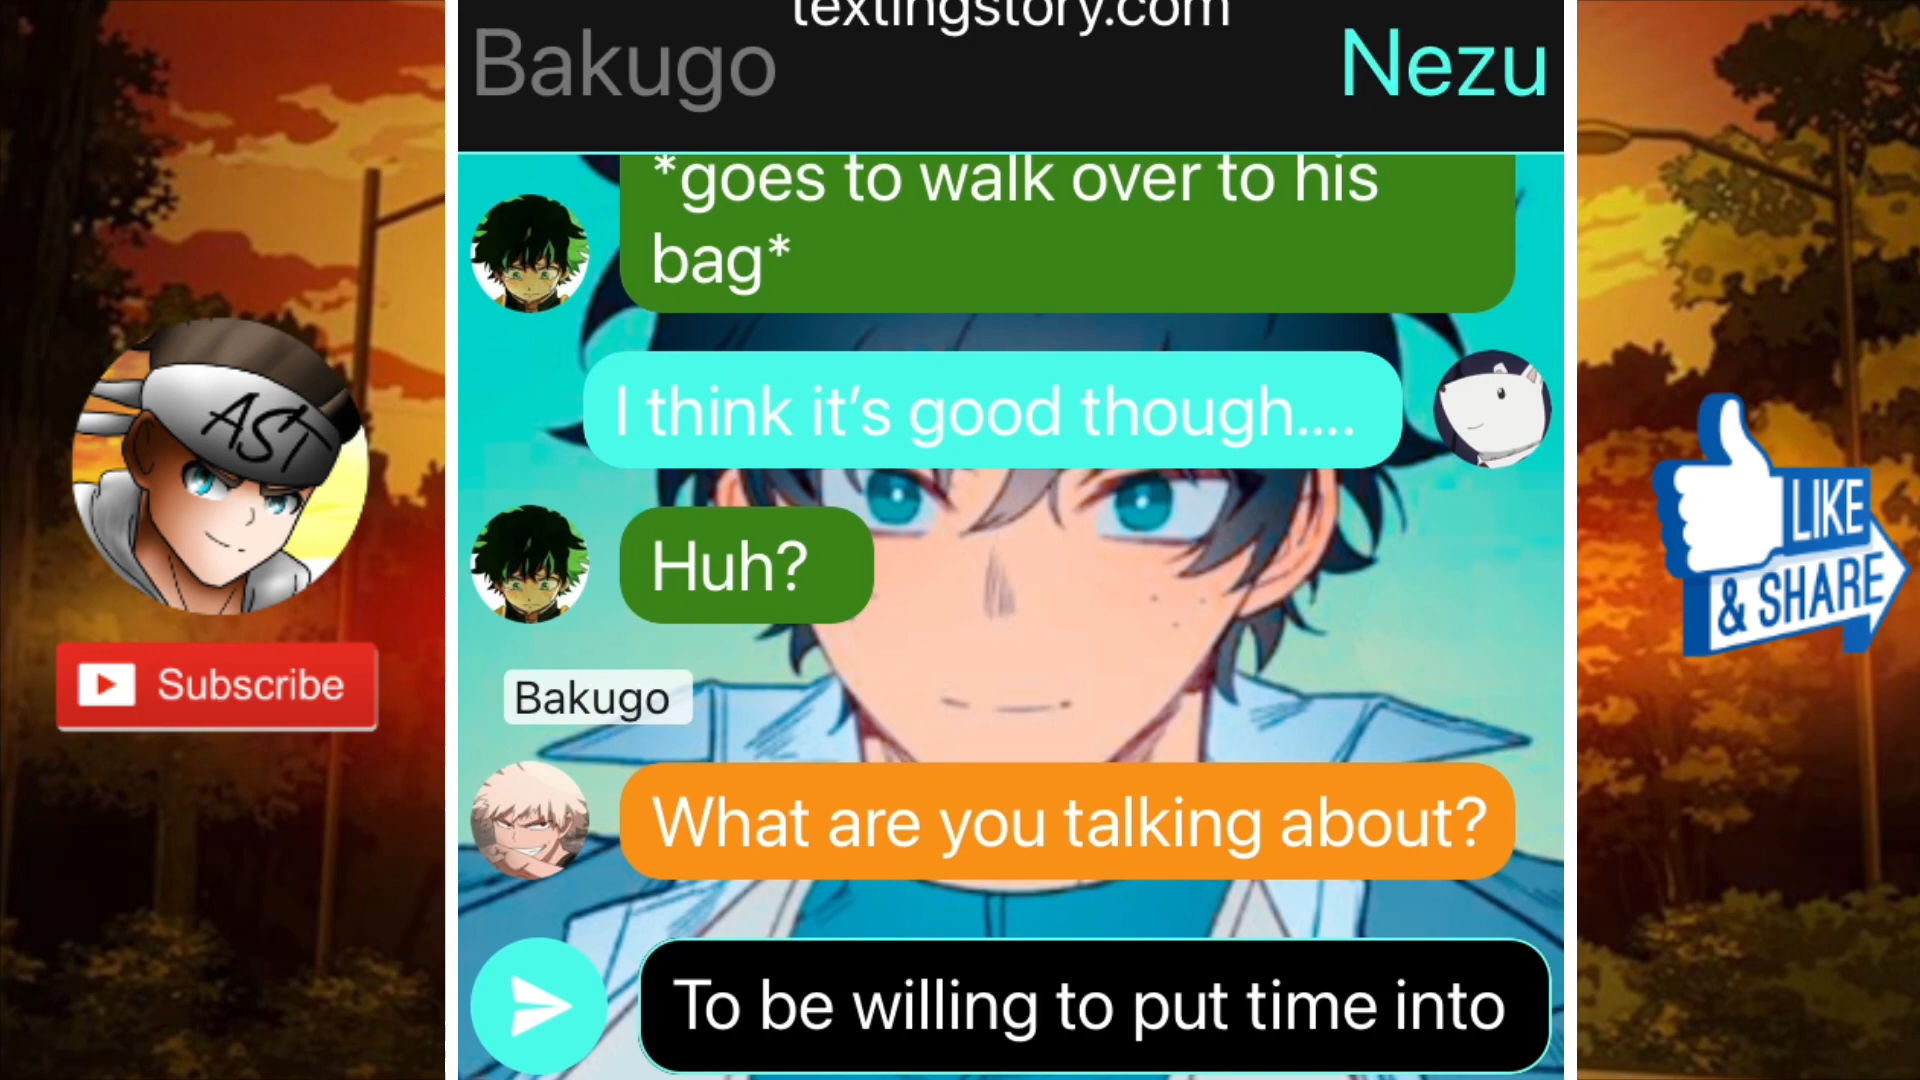 textingstory.com
Bakugo
Nezu
*goes to walk over to his
bag*
I think it’s good though....
Huh?
Bakugo
What are you talking about?
To be willing to put time into
AST
Subscribe
LIKE
& SHARE